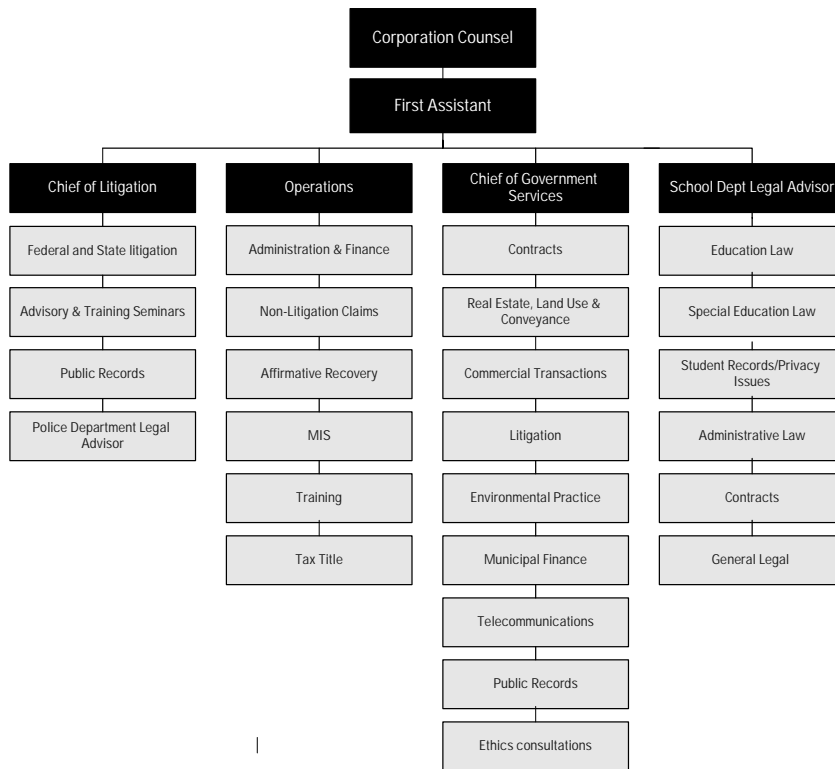 Corporation Counsel
First Assistant
Chief of Litigation
Federal and State litigation
Advisory & Training Seminars
Public Records
Police Department Legal
Advisor
Operations
Administration & Finance
Non-Litigation Claims
Affirmative Recovery
MIS
Training
Tax Title
Chief of Government
Services
Contracts
Real Estate, Land Use &
Conveyance
Commercial Transactions
Litigation
Environmental Practice
Municipal Finance
Telecommunications
Public Records
Ethics consultations
School Dept Legal Advisor
Education Law
Special Education Law
Student Records/Privacy
Issues
Administrative Law
Contracts
General Legal